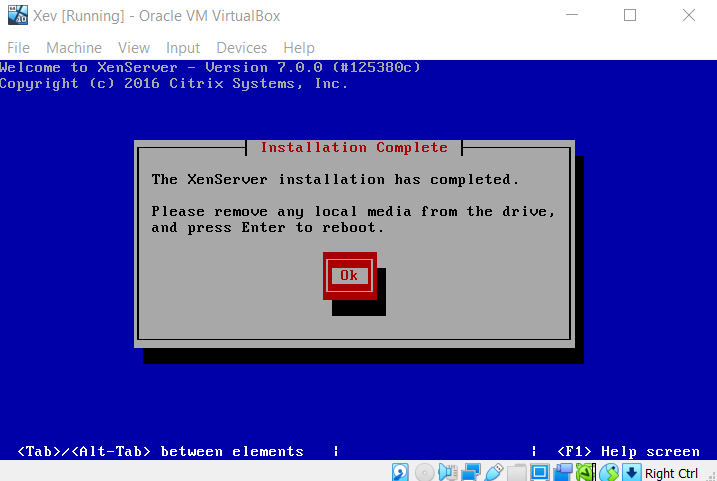 Xev [Running] - Oracle VM VirtualBox
File Machine View Input Devices Help
Welcome to XenServer - Version 7.0.0 (#125380c)
Copyright (c) 2016 Citrix Systems, Inc.
Installation Complete
The XenServer installation has completed.
Please remove any local media from the drive,
and press Enter to reboot.
Ok
<Tab>/<Alt-Tab> between elements | | <F1> Help screen
Right Ctrl